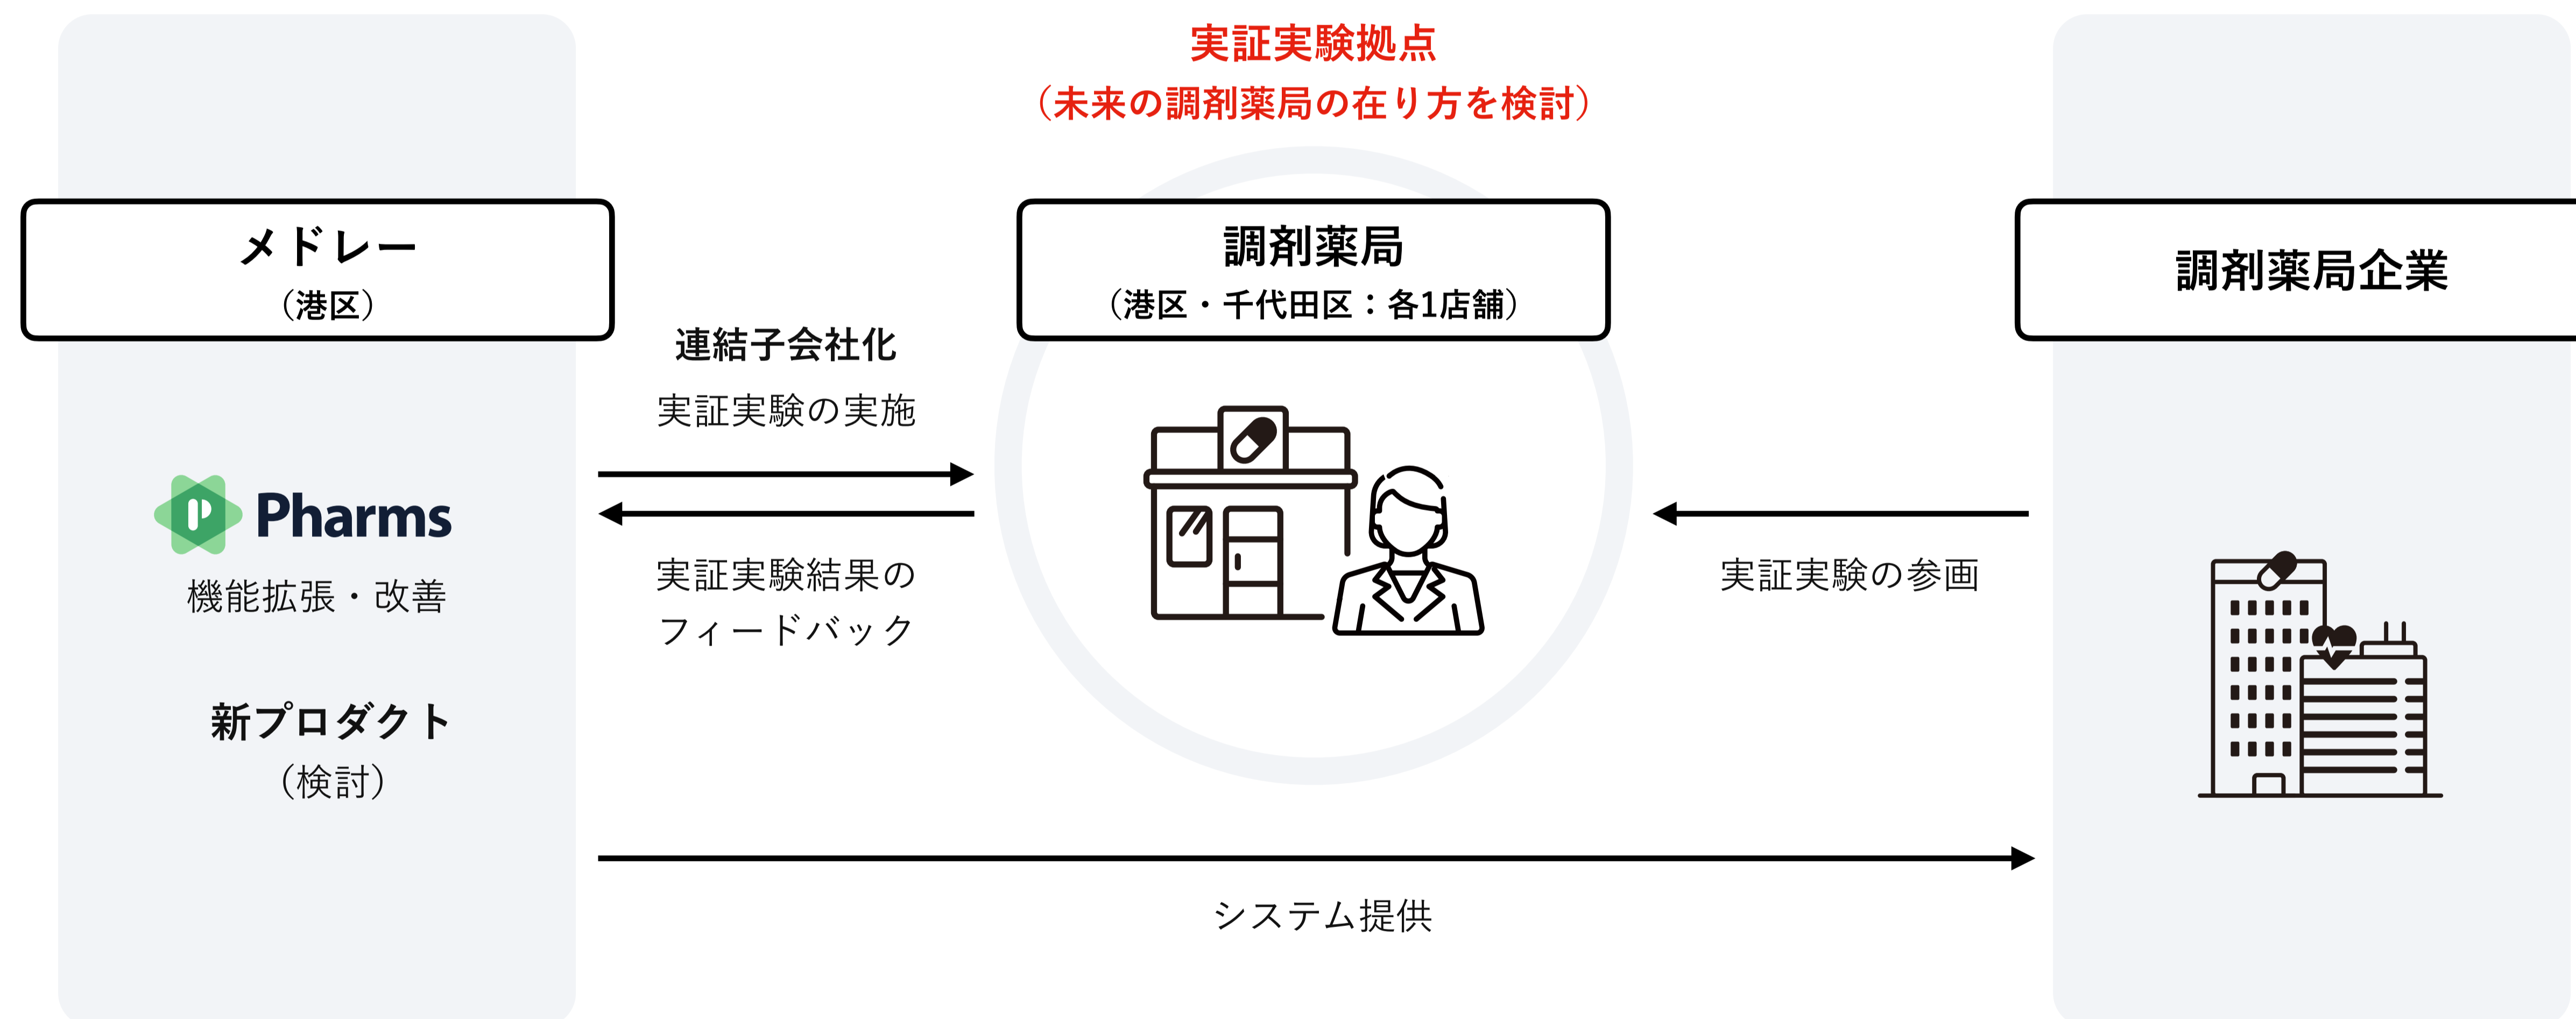 実証実験拠点
（未来の調剤薬局の在り方を検討）
メドレー
（港区）
調剤薬局
（港区・千代田区：各1店舗）
調剤薬局企業
連結子会社化
実証実験の実施
Pharms
機能拡張・改善
実証実験結果の
フィードバック
実証実験の参画
新プロダクト
（検討）
システム提供